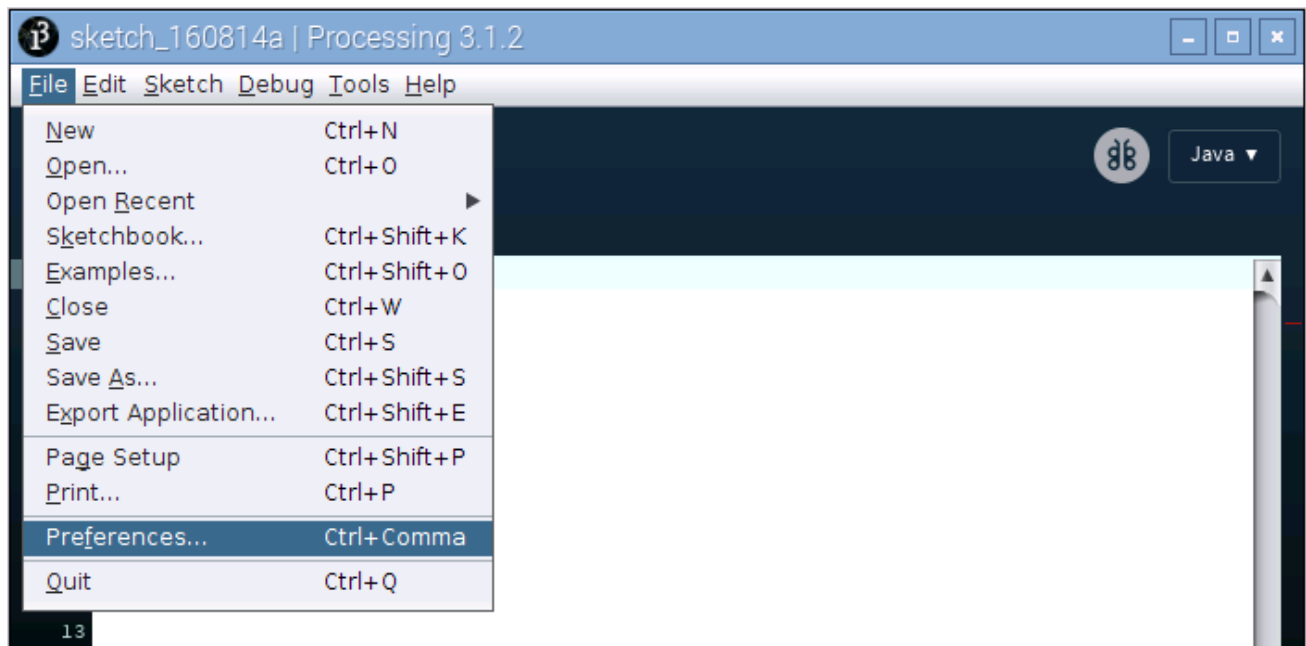 sketch_160814a | Processing 3.1.2
File Edit Sketch Debug Tools Help
New Ctrl+N
Open... Ctrl+O
Open Recent
Sketchbook... Ctrl+Shift+K
Examples... Ctrl+Shift+O
Close Ctrl+W
Save Ctrl+S
Save As... Ctrl+Shift+S
Export Application... Ctrl+Shift+E
Page Setup Ctrl+Shift+P
Print... Ctrl+P
Preferences... Ctrl+Comma
Quit Ctrl+Q
Java ▼
13